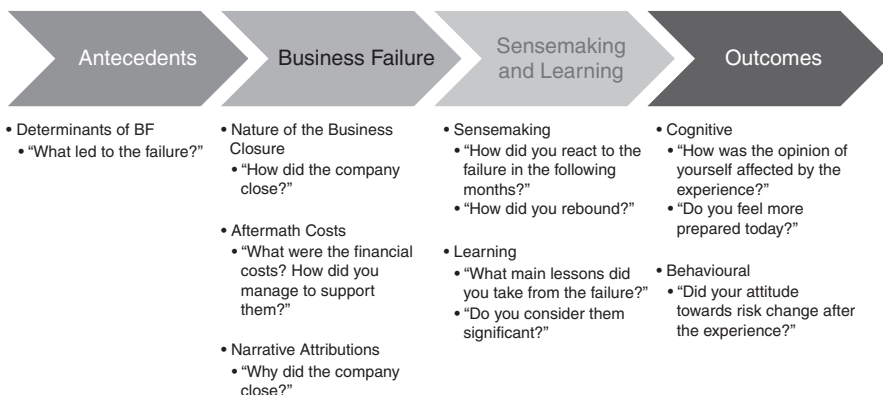 Antecedents
Business Failure
Sensemaking
and Learning
Outcomes
• Determinants of BF
• “What led to the failure?”
• Nature of the Business
Closure
• “How did the company
close?”
• Aftermath Costs
• “What were the financial
costs? How did you
manage to support
them?”
• Narrative Attributions
• “Why did the company
close?”
• Sensemaking
• “How did you react to the
failure in the following
months?”
• “How did you rebound?”
• Learning
• “What main lessons did
you take from the failure?”
• “Do you consider them
significant?”
• Cognitive
• “How was the opinion of
yourself affected by the
experience?”
• “Do you feel more
prepared today?”
• Behavioural
• “Did your attitude
towards risk change after
the experience?”